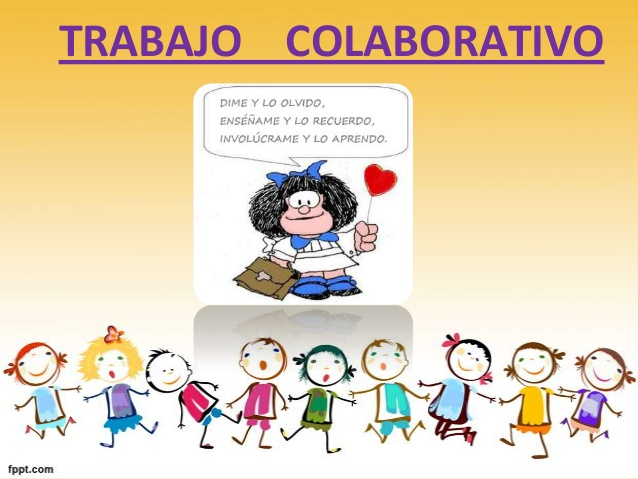 TRABAJO COLABORATIVO
DIME Y LO OLVIDO,
ENSÉÑAME Y LO RECUERDO,
INVOLÚCRAME Y LO APRENDO.
fppt.com